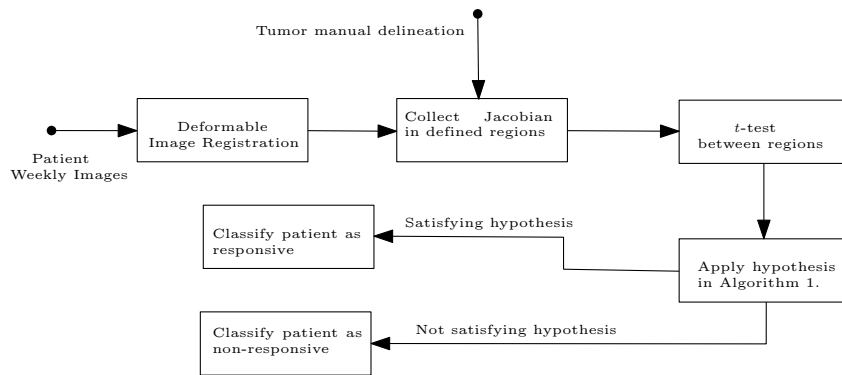 Tumor manual delineation
Deformable
Image Registration
Collect Jacobian
in defined regions
t-test
between regions
Patient
Weekly Images
Satisfying hypothesis
Classify patient as
responsive
Apply hypothesis
in Algorithm 1.
Not satisfying hypothesis
Classify patient as
non-responsive